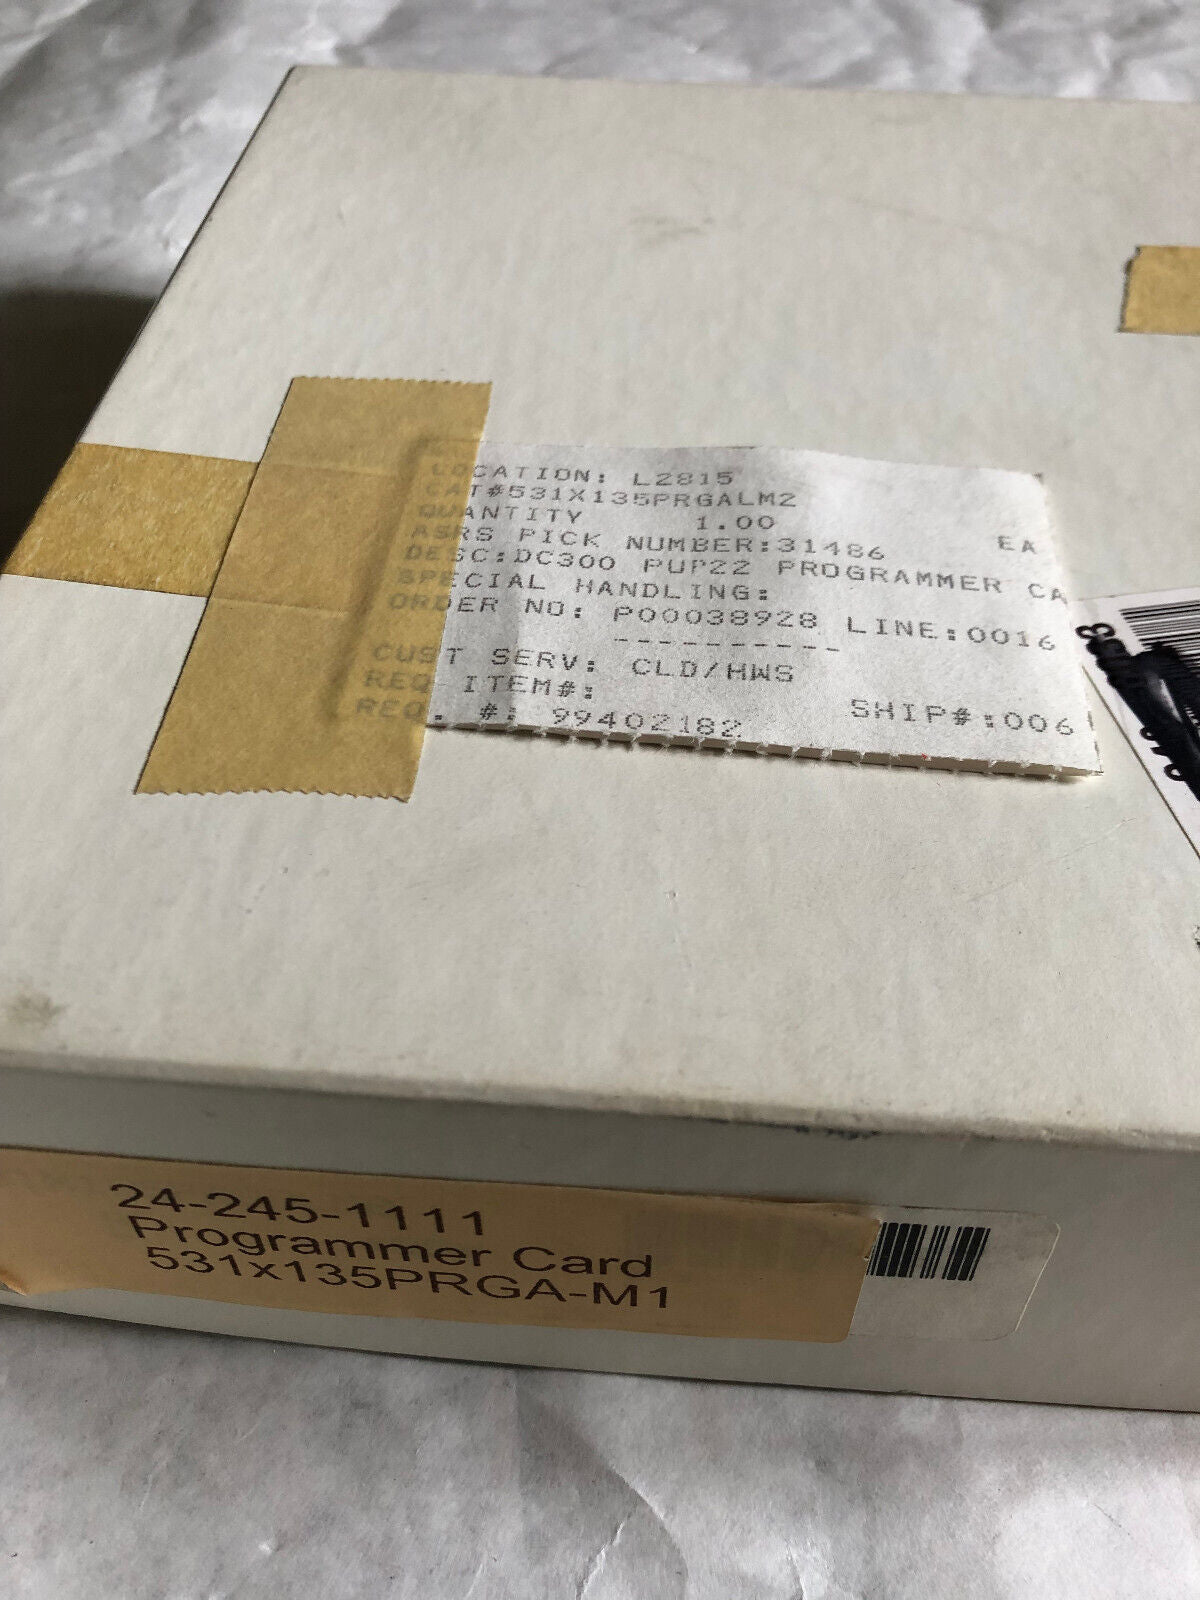 LOCATION: L2815
CAT#531X135PRGALM2
QUANTITY 1.00 EA
ASRS PICK NUMBER:31486
DESC:DC300 PUP22 PROGRAMMER CA
SPECIAL HANDLING:
ORDER NO: P00038928 LINE:0016
----------
CUST SERV: CLD/HWS
REQ ITEM#:
REQ. #: 99402182 SHIP#:006
24-245-1111
Programmer Card
531x135PRGA-M1